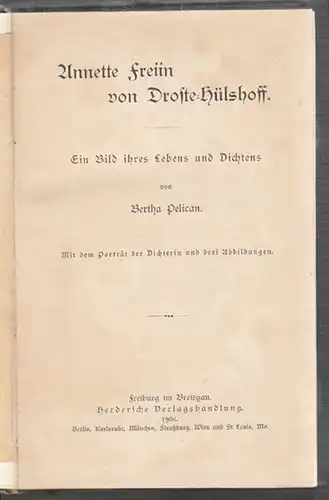 Annette Freiin
von Droste-Hülshoff.
Ein Bild ihres Lebens und Dichtens
von
Bertha Pelican.
Mit dem Porträt der Dichterin und drei Abbildungen.
Freiburg im Breisgau.
Herdersche Verlagshandlung.
1906.
Berlin, Karlsruhe, München, Straßburg, Wien und St Louis, Mo.